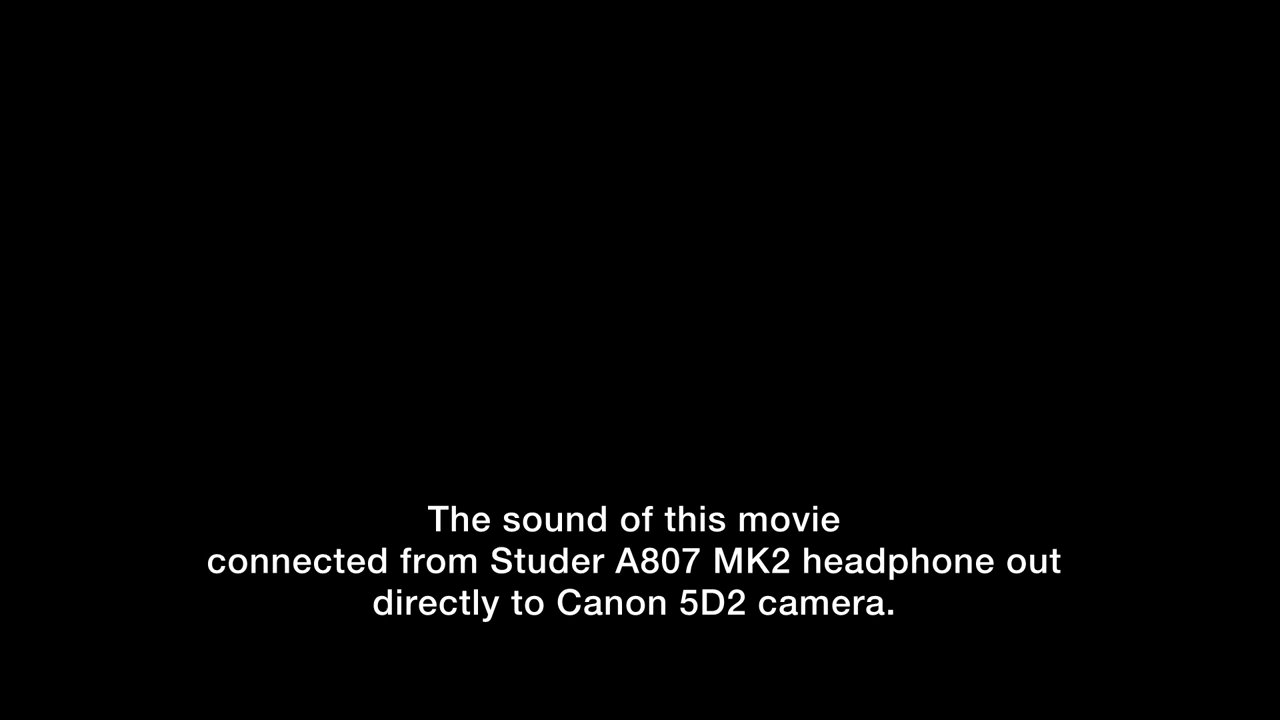 The sound of this movie
connected from Studer A807 MK2 headphone out
directly to Canon 5D2 camera.